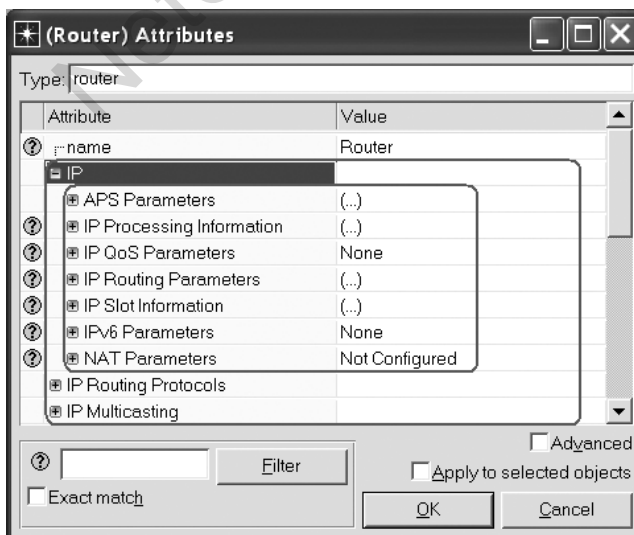 (Router) Attributes
Type: router
Attribute Value
name Router
IP
APS Parameters (...)
IP Processing Information (...)
IP QoS Parameters None
IP Routing Parameters (...)
IP Slot Information (...)
IPv6 Parameters None
NAT Parameters Not Configured
IP Routing Protocols
IP Multicasting
Advanced
Filter
Apply to selected objects
Exact match
OK Cancel